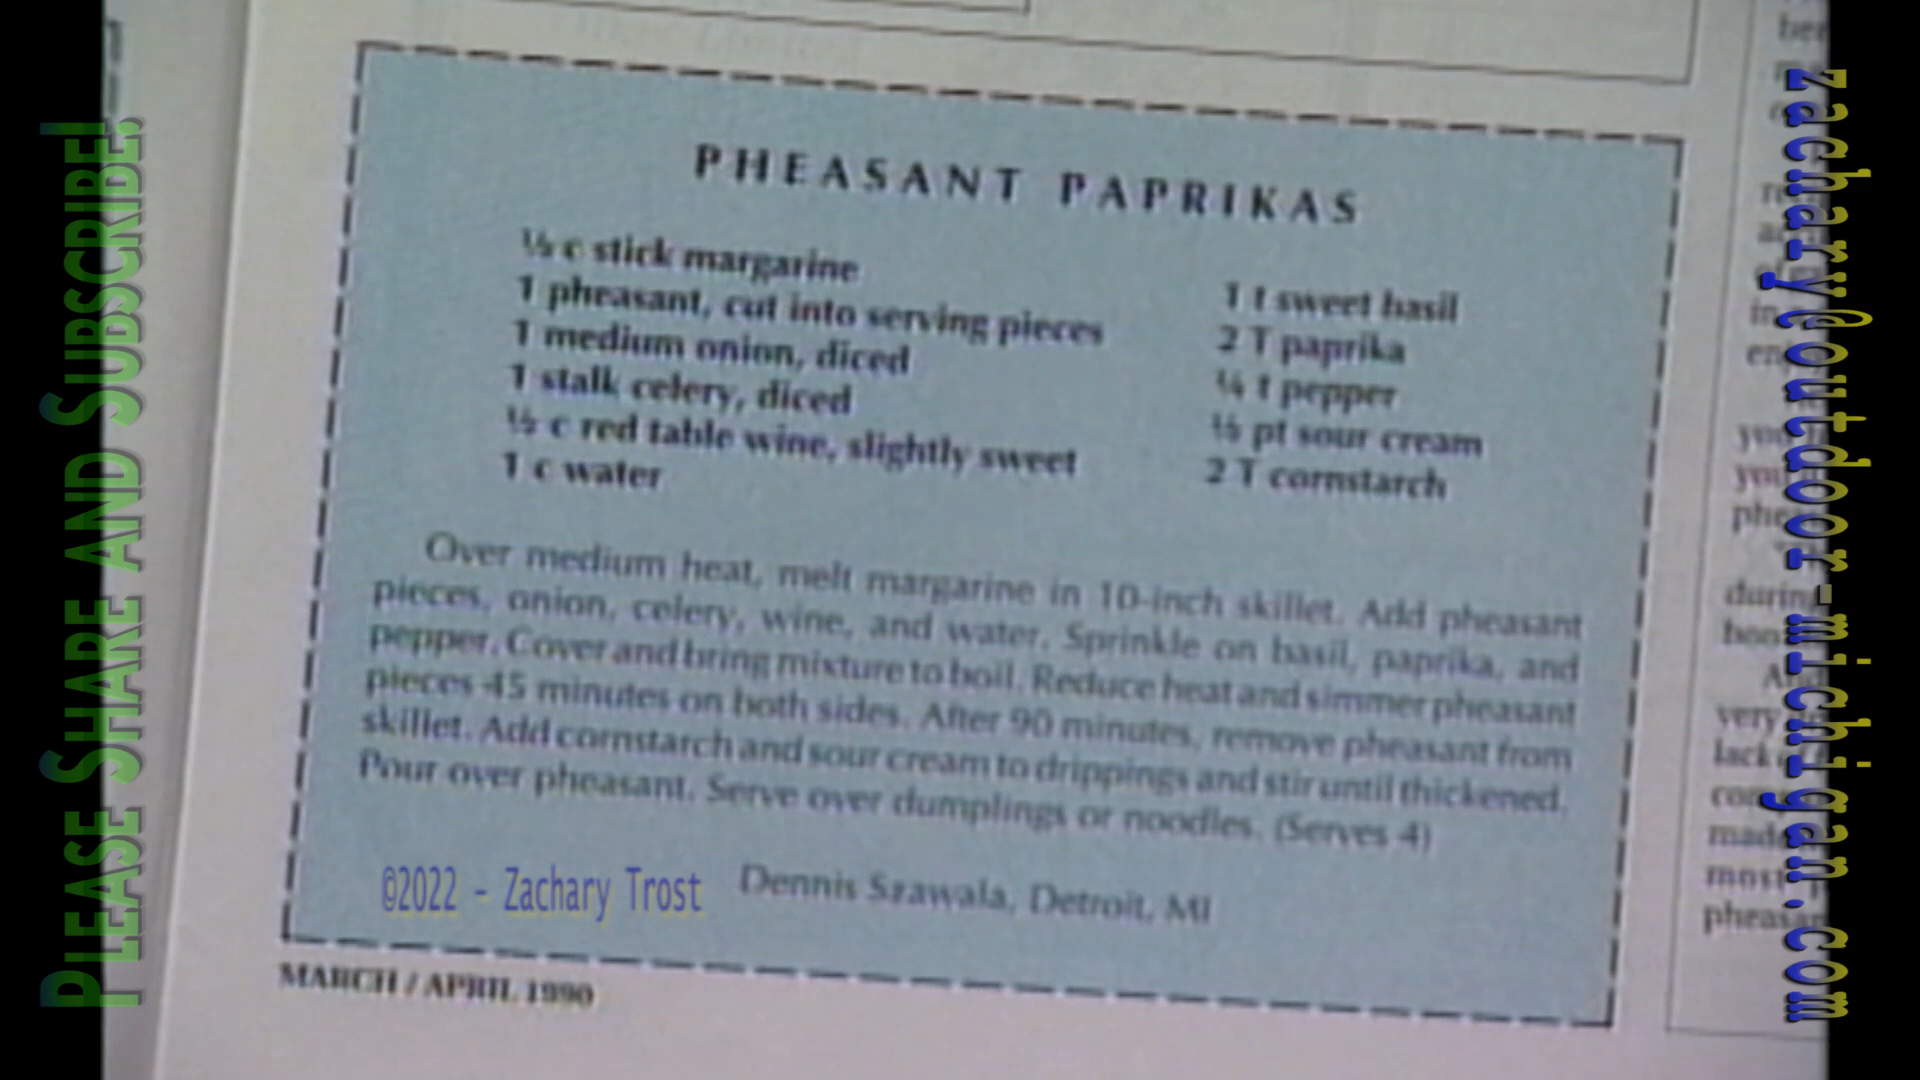 PHEASANT PAPRIKAS
½ c stick margarine
1 pheasant, cut into serving pieces
1 medium onion, diced
1 stalk celery, diced
½ c red table wine, slightly sweet
1 c water
1 t sweet basil
2 T paprika
¼ t pepper
½ pt sour cream
2 T cornstarch
Over medium heat, melt margarine in 10-inch skillet. Add pheasant
pieces, onion, celery, wine, and water. Sprinkle on basil, paprika, and
pepper. Cover and bring mixture to boil. Reduce heat and simmer pheasant
pieces 45 minutes on both sides. After 90 minutes, remove pheasant from
skillet. Add cornstarch and sour cream to drippings and stir until thickened.
Pour over pheasant. Serve over dumplings or noodles. (Serves 4)
Dennis Szawala, Detroit, MI
©2022 - Zachary Trost
MARCH / APRIL 1990
PLEASE SHARE AND SUBSCRIBE!
zachary@outdoor-michigan.com
during
very